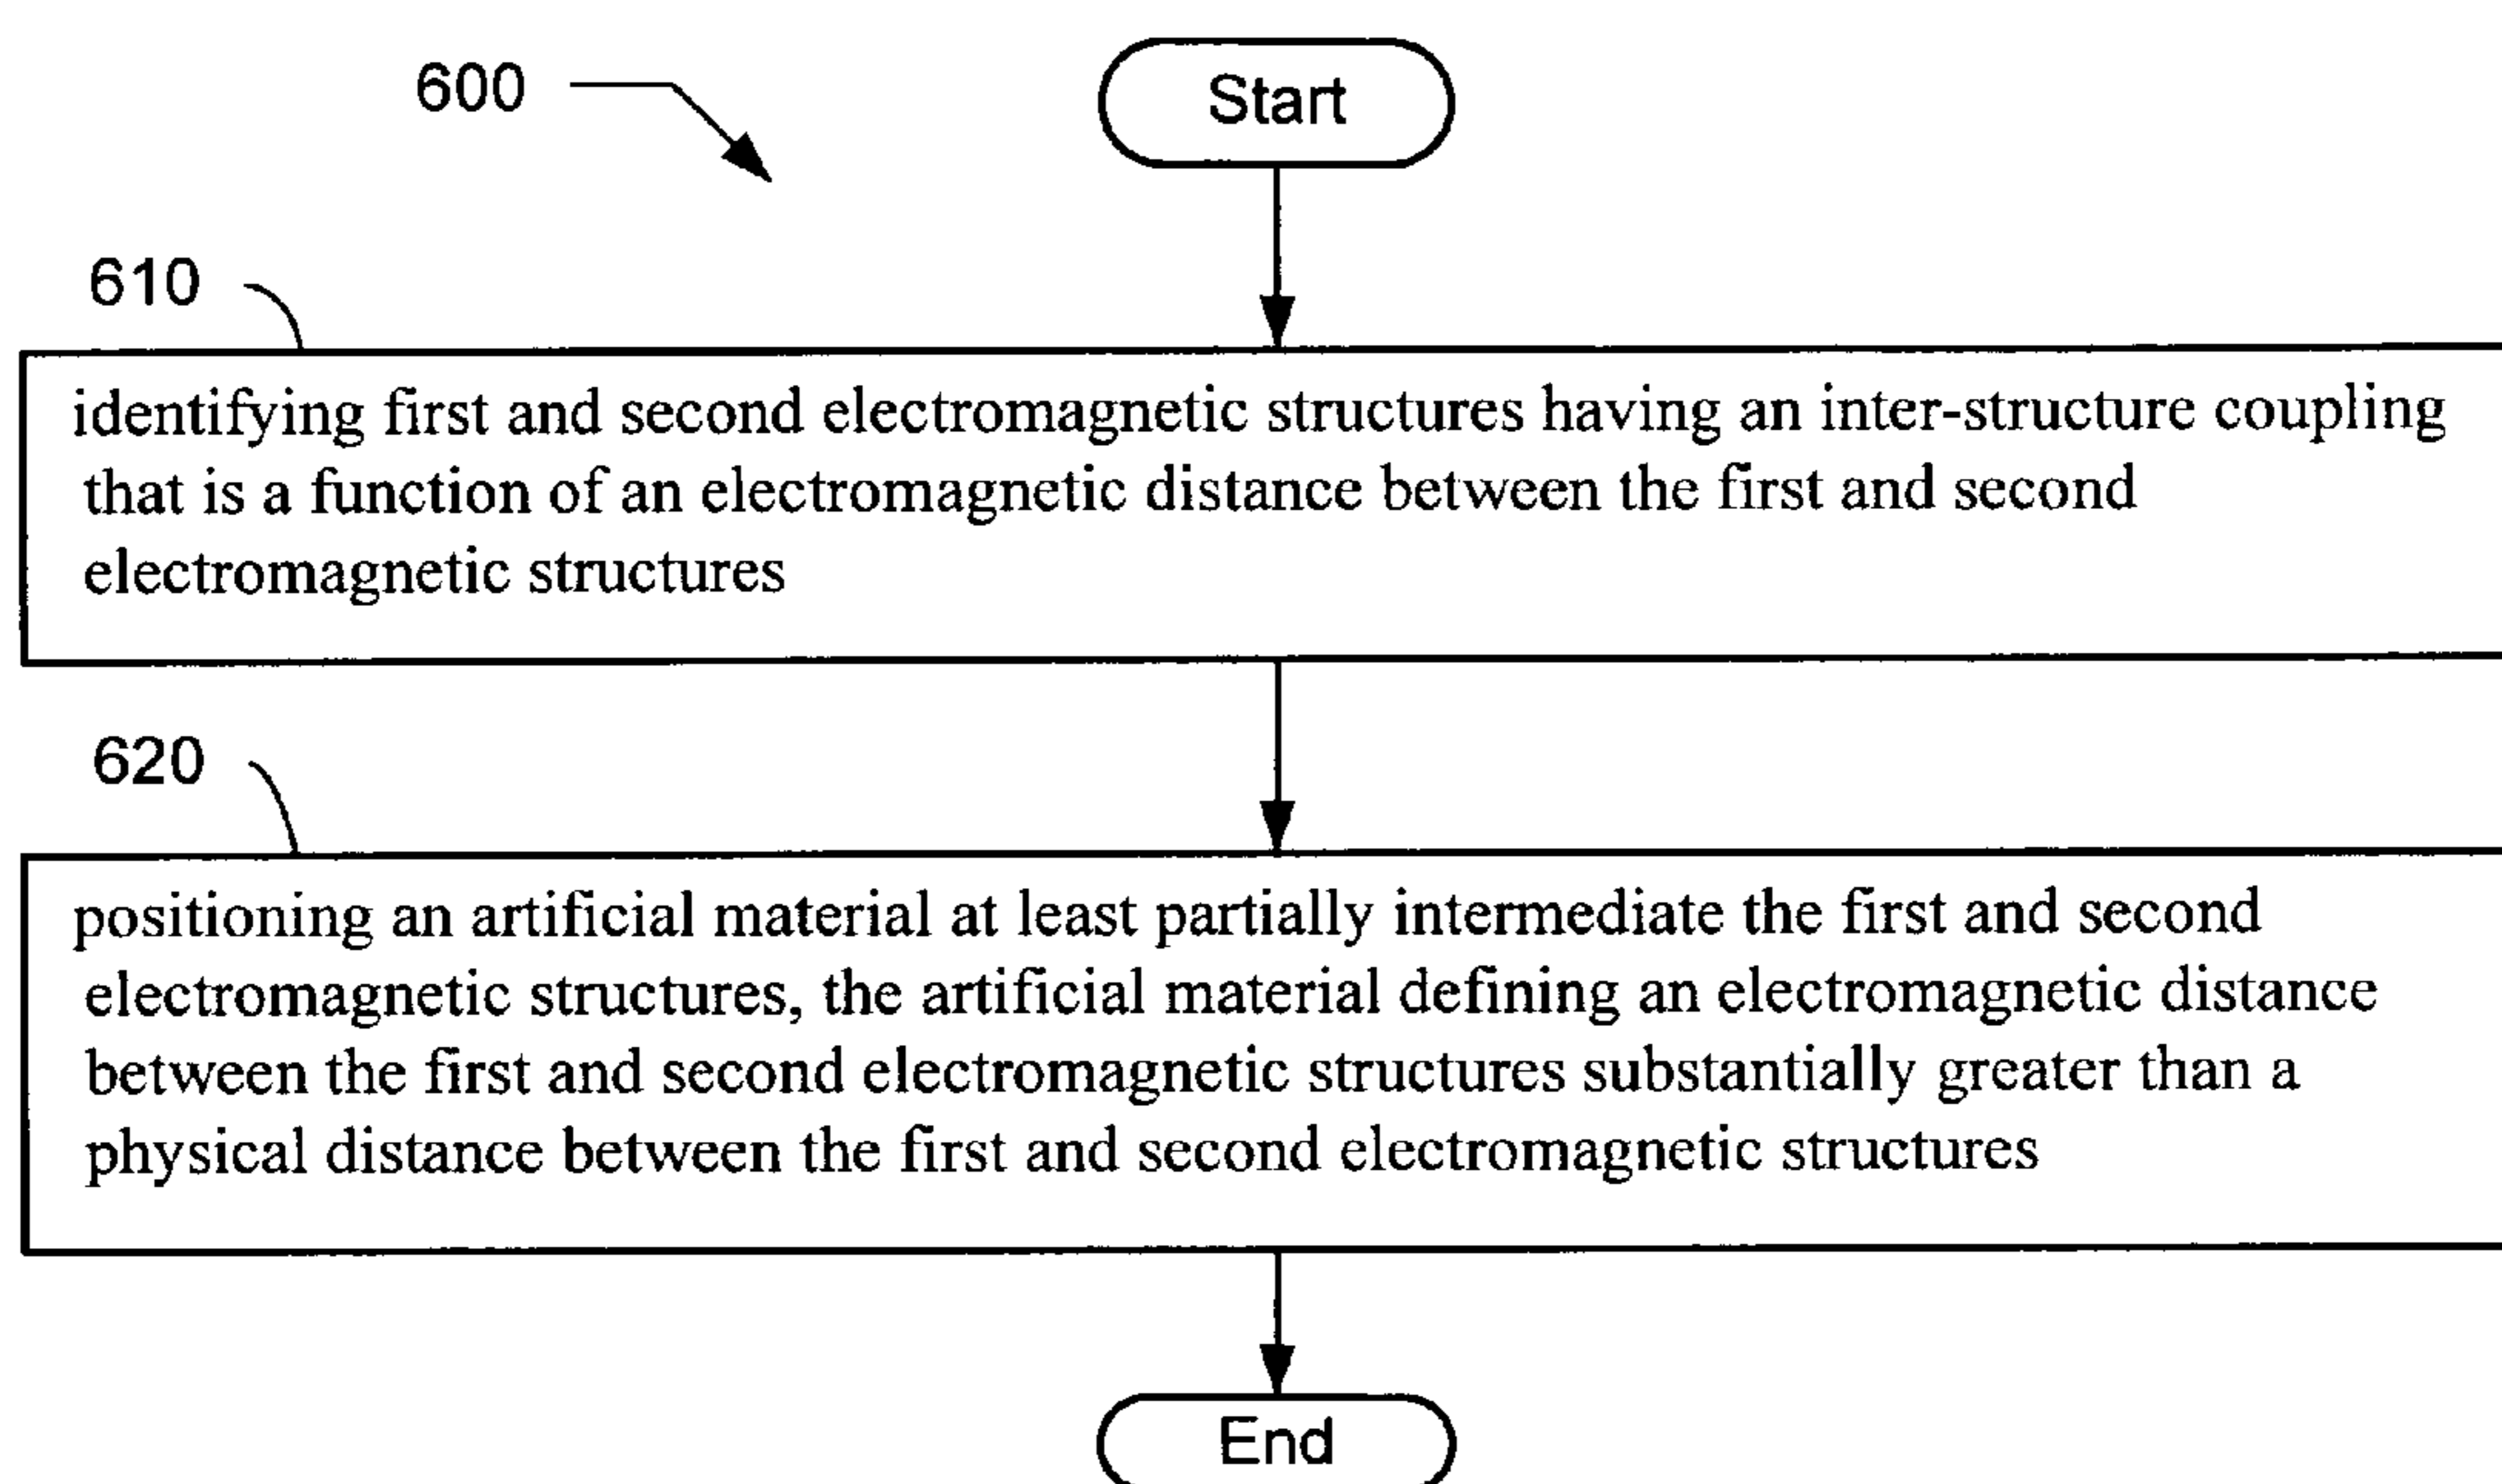 600
Start
610
identifying first and second electromagnetic structures having an inter-structure coupling
that is a function of an electromagnetic distance between the first and second
electromagnetic structures
620
positioning an artificial material at least partially intermediate the first and second
electromagnetic structures, the artificial material defining an electromagnetic distance
between the first and second electromagnetic structures substantially greater than a
physical distance between the first and second electromagnetic structures
End